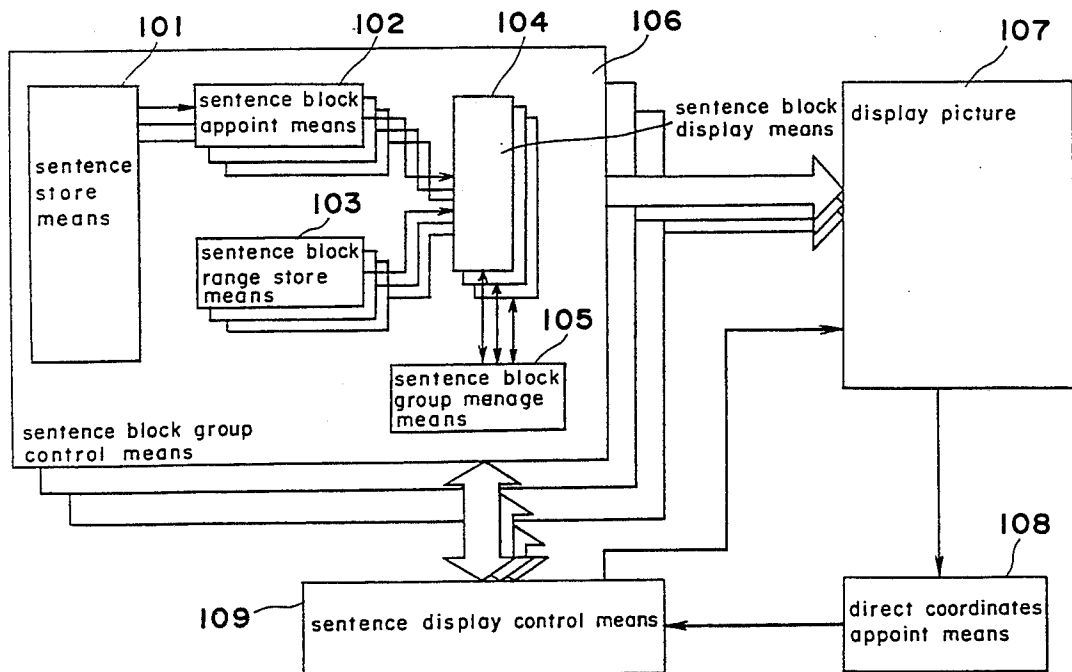 101
102
104
106
107
sentence block
appoint means
sentence block
display means
display picture
sentence
store
means
103
sentence block
range store
means
105
sentence block
group manage
means
sentence block group
control means
108
109
sentence display control means
direct coordinates
appoint means